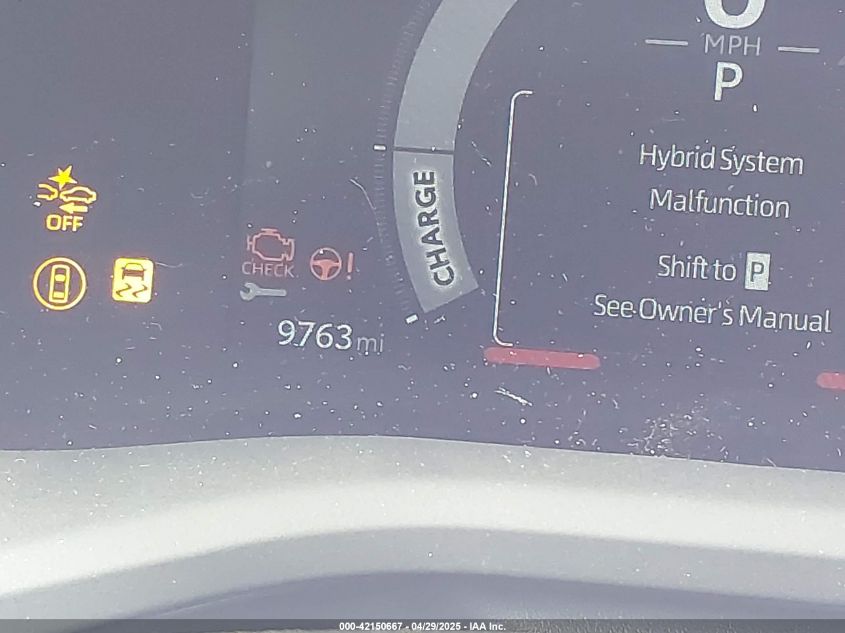 MPH
P
Hybrid System
Malfunction
Shift to P
See Owner's Manual
CHARGE
OFF
CHECK
!
9763 mi
000-42150667 - 04/29/2025 - IAA Inc.